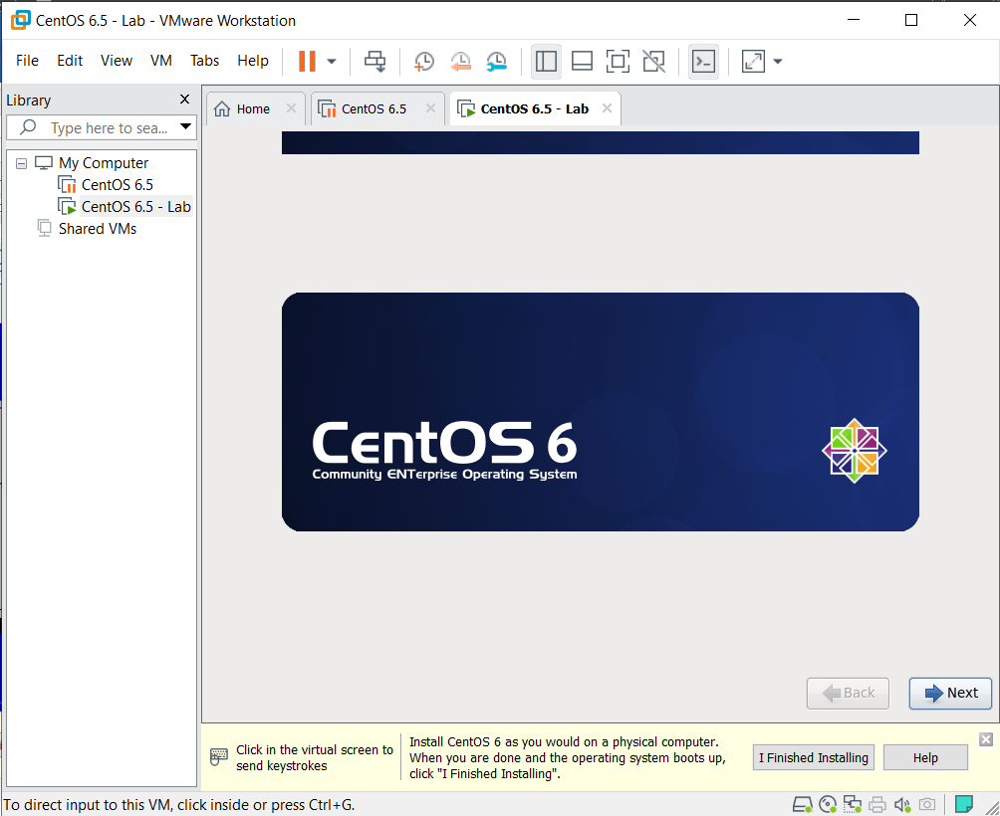 CentOS 6.5 - Lab - VMware Workstation
File Edit View VM Tabs Help
Library
Type here to sea...
My Computer
CentOS 6.5
CentOS 6.5 - Lab
Shared VMs
Home
CentOS 6.5
CentOS 6.5 - Lab
CentOS 6
Community ENTerprise Operating System
Back
Next
Click in the virtual screen to
send keystrokes
Install CentOS 6 as you would on a physical computer.
When you are done and the operating system boots up,
click "I Finished Installing".
I Finished Installing
Help
To direct input to this VM, click inside or press Ctrl+G.